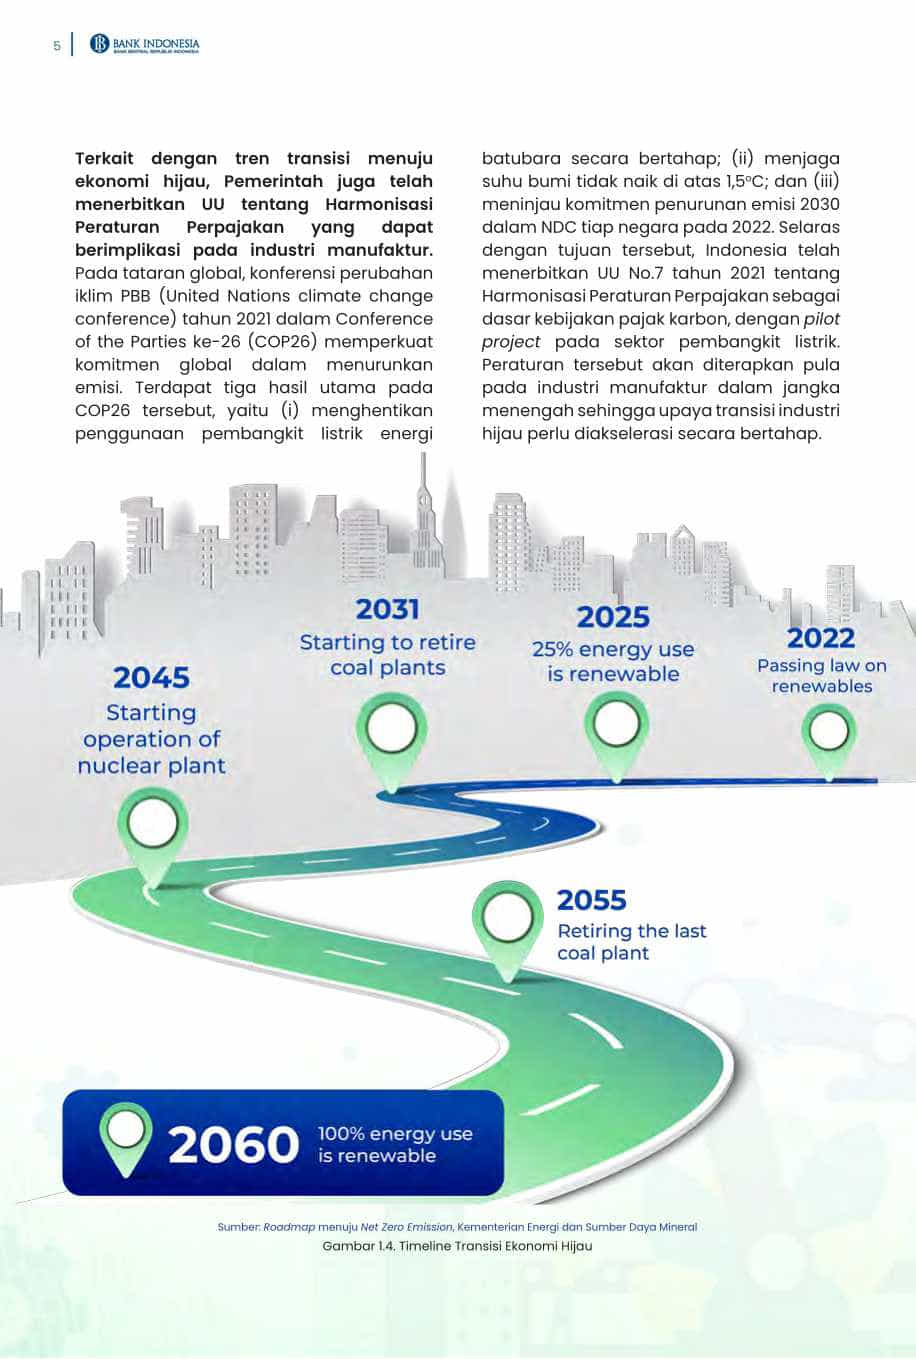 5
BANK INDONESIA
BANK SENTRAL REPUBLIK INDONESIA
Terkait dengan tren transisi menuju
ekonomi hijau, Pemerintah juga telah
menerbitkan UU tentang Harmonisasi
Peraturan Perpajakan yang dapat
berimplikasi pada industri manufaktur.
Pada tataran global, konferensi perubahan
iklim PBB (United Nations climate change
conference) tahun 2021 dalam Conference
of the Parties ke-26 (COP26) memperkuat
komitmen global dalam menurunkan
emisi. Terdapat tiga hasil utama pada
COP26 tersebut, yaitu (i) menghentikan
penggunaan pembangkit listrik energi
batubara secara bertahap; (ii) menjaga
suhu bumi tidak naik di atas 1,5°C; dan (iii)
meninjau komitmen penurunan emisi 2030
dalam NDC tiap negara pada 2022. Selaras
dengan tujuan tersebut, Indonesia telah
menerbitkan UU No.7 tahun 2021 tentang
Harmonisasi Peraturan Perpajakan sebagai
dasar kebijakan pajak karbon, dengan pilot
project pada sektor pembangkit listrik.
Peraturan tersebut akan diterapkan pula
pada industri manufaktur dalam jangka
menengah sehingga upaya transisi industri
hijau perlu diakselerasi secara bertahap.
2022
Passing law on
renewables
2025
25% energy use
is renewable
2031
Starting to retire
coal plants
2045
Starting
operation of
nuclear plant
2055
Retiring the last
coal plant
2060
100% energy use
is renewable
Sumber: Roadmap menuju Net Zero Emission, Kementerian Energi dan Sumber Daya Mineral
Gambar 1.4. Timeline Transisi Ekonomi Hijau